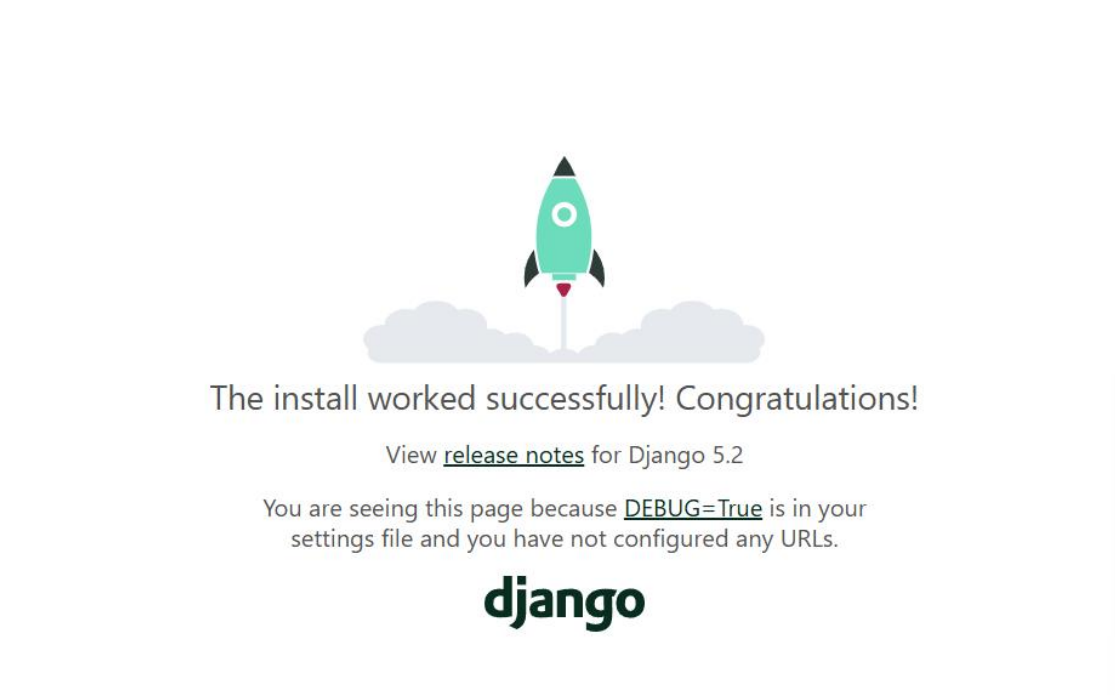 The install worked successfully! Congratulations!
View release notes for Django 5.2
You are seeing this page because DEBUG=True is in your
settings file and you have not configured any URLs.
django